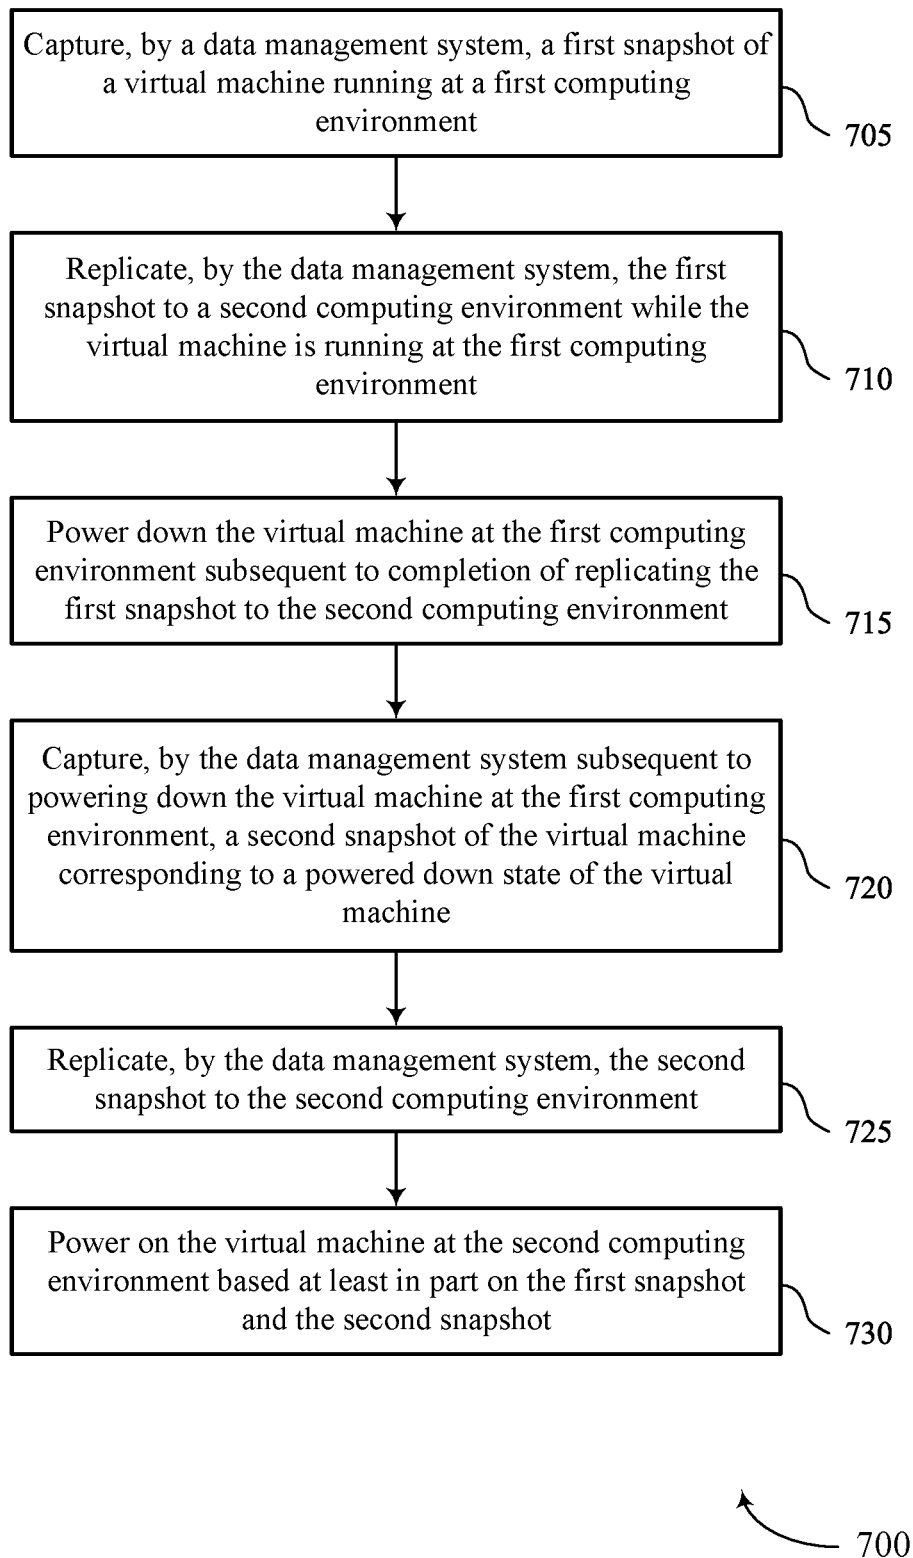 Capture, by a data management system, a first snapshot of
a virtual machine running at a first computing
environment
705
Replicate, by the data management system, the first
snapshot to a second computing environment while the
virtual machine is running at the first computing
environment
710
Power down the virtual machine at the first computing
environment subsequent to completion of replicating the
first snapshot to the second computing environment
715
Capture, by the data management system subsequent to
powering down the virtual machine at the first computing
environment, a second snapshot of the virtual machine
corresponding to a powered down state of the virtual
machine
720
Replicate, by the data management system, the second
snapshot to the second computing environment
725
Power on the virtual machine at the second computing
environment based at least in part on the first snapshot
and the second snapshot
730
700